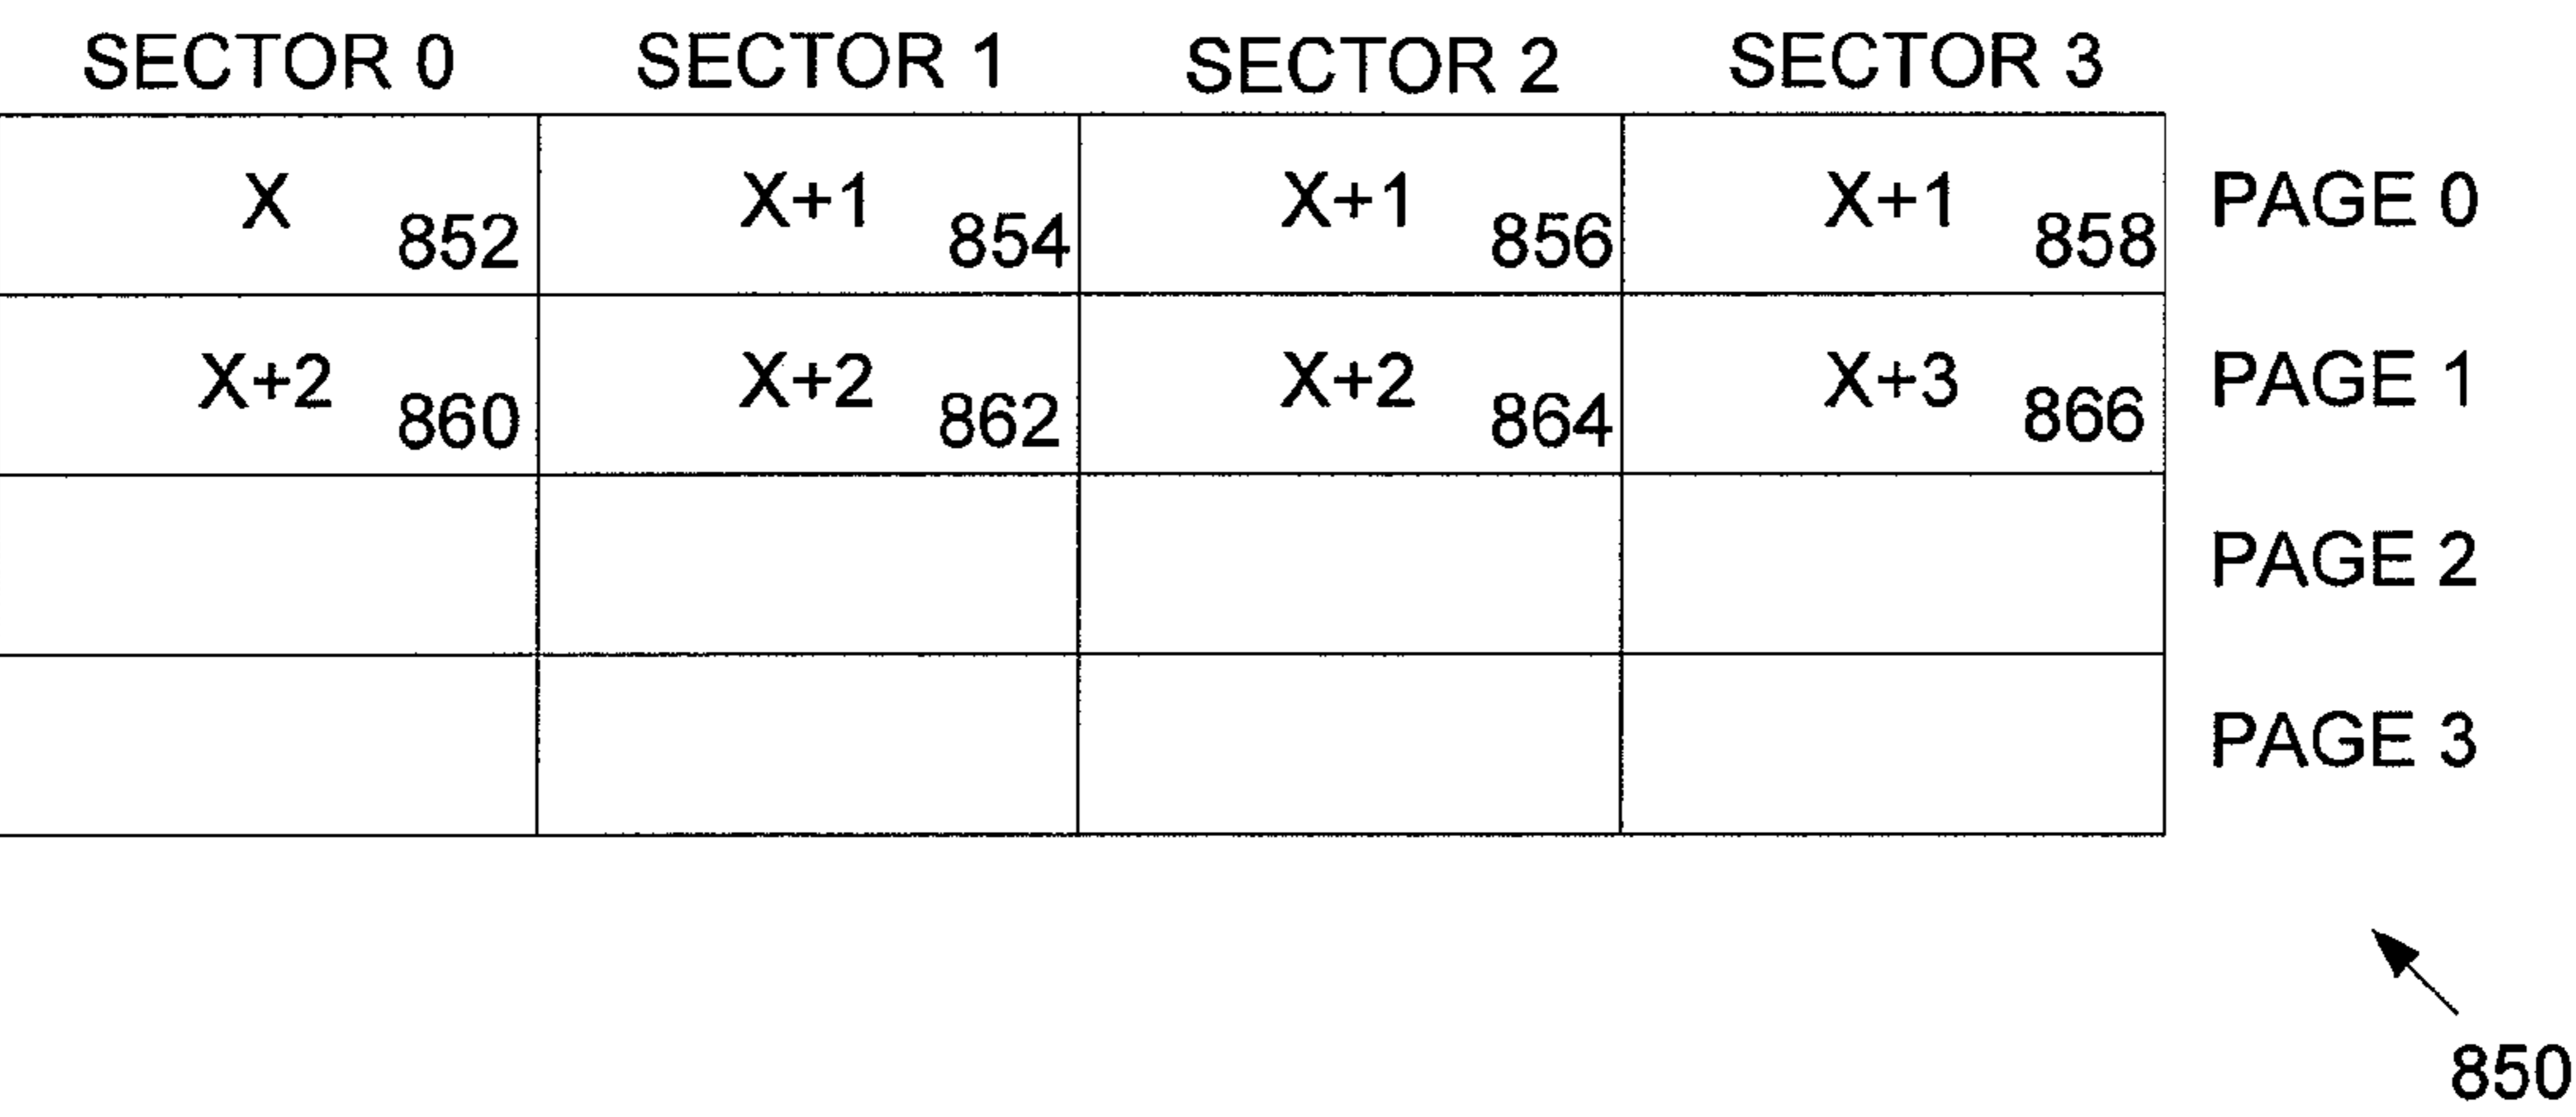 SECTOR 0 SECTOR 1 SECTOR 2 SECTOR 3
X 852 X+1 854 X+1 856 X+1 858 PAGE 0
X+2 860 X+2 862 X+2 864 X+3 866 PAGE 1
PAGE 2
PAGE 3
850